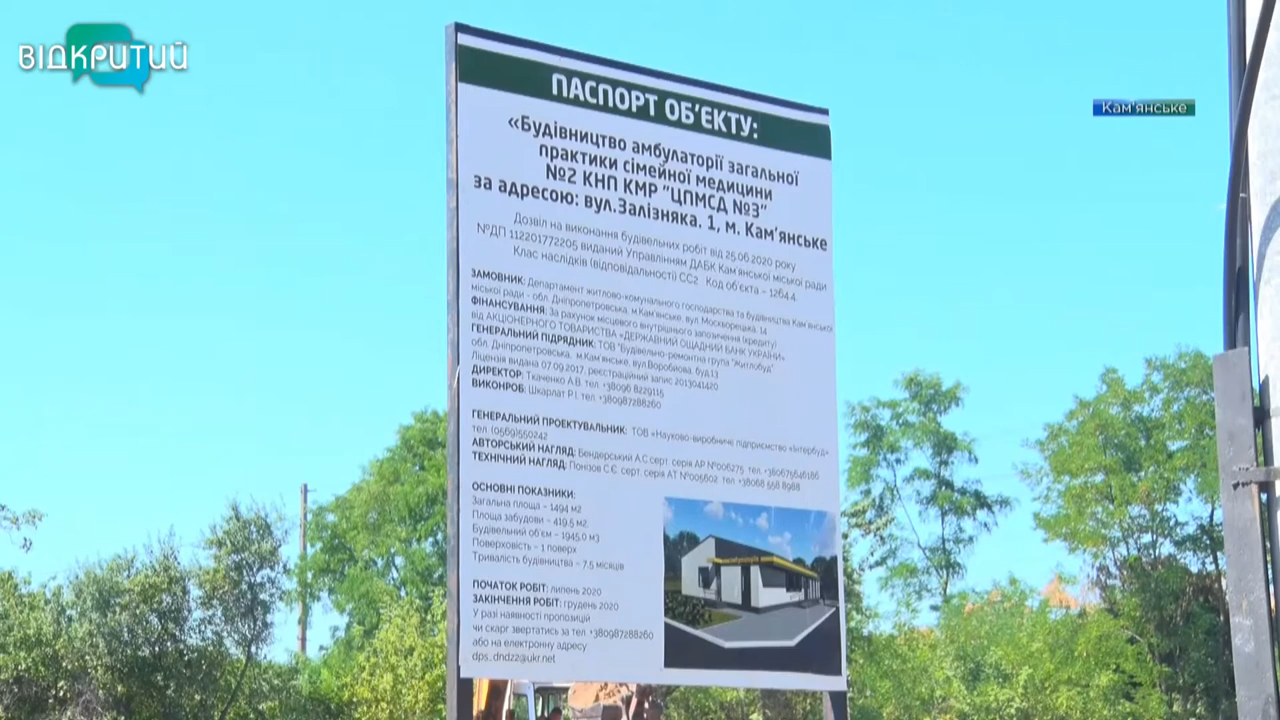 ВІДКРИТИЙ
Кам'янське
ПАСПОРТ ОБ'ЄКТУ:
«Будівництво амбулаторії загальної
практики сімейної медицини
№2 КНП КМР "ЦПМСД №3"
за адресою: вул.Залізняка. 1, м. Кам'янське
Дозвіл на виконання будівельних робіт від 25.06.2020 року
№ДП 112201772205 виданий Управлінням ДАБК Кам'янської міської ради
Клас наслідків (відповідальності) СС2 Код об'єкта – 1264.4.
ЗАМОВНИК: Департамент житлово-комунального господарства та будівництва Кам'янської
міської ради - обл. Дніпропетровська, м.Кам'янське, вул. Москворецька, 14
ФІНАНСУВАННЯ: За рахунок місцевого внутрішнього запозичення (кредиту)
від АКЦІОНЕРНОГО ТОВАРИСТВА «ДЕРЖАВНИЙ ОЩАДНИЙ БАНК УКРАЇНИ»
ГЕНЕРАЛЬНИЙ ПІДРЯДНИК: ТОВ "Будівельно-ремонтна група "Житлобуд"
обл. Дніпропетровська, м.Кам'янське, вул.Воробйова, буд.13
Ліцензія видана 07.09.2017, реєстраційний запис 2013041420
ДИРЕКТОР: Ткаченко А.В. тел. +38096 8229115
ВИКОНРОБ: Шкарлат Р.І. тел. +380987288260
ГЕНЕРАЛЬНИЙ ПРОЕКТУВАЛЬНИК: ТОВ «Науково-виробниче підприємство «Інтербуд»
тел. (0569)550242
АВТОРСЬКИЙ НАГЛЯД: Бендерський А.С серт. серія АР №006275 тел. +380675646186
ТЕХНІЧНИЙ НАГЛЯД: Понізов С.Є. серт. серія АТ №005602 тел +38068 558 8988
ОСНОВНІ ПОКАЗНИКИ:
Загальна площа – 1494 м2
Площа забудови – 419.5 м2.
Будівельний об'єм – 1945.0 м3
Поверховість – 1 поверх
Тривалість будівництва – 7.5 місяців
ПОЧАТОК РОБІТ: липень 2020
ЗАКІНЧЕННЯ РОБІТ: грудень 2020
У разі наявності пропозицій
чи скарг звертатись за тел. +380987288260
або на електронну адресу
dps_dndz2@ukr.net